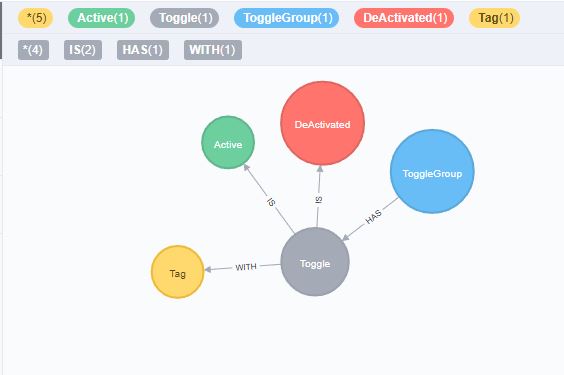 *(5) Active(1) Toggle(1) ToggleGroup(1) DeActivated(1) Tag(1)
*(4) IS(2) HAS(1) WITH(1)
DeActivated
Active
ToggleGroup
IS
IS
HAS
Toggle
WITH
Tag